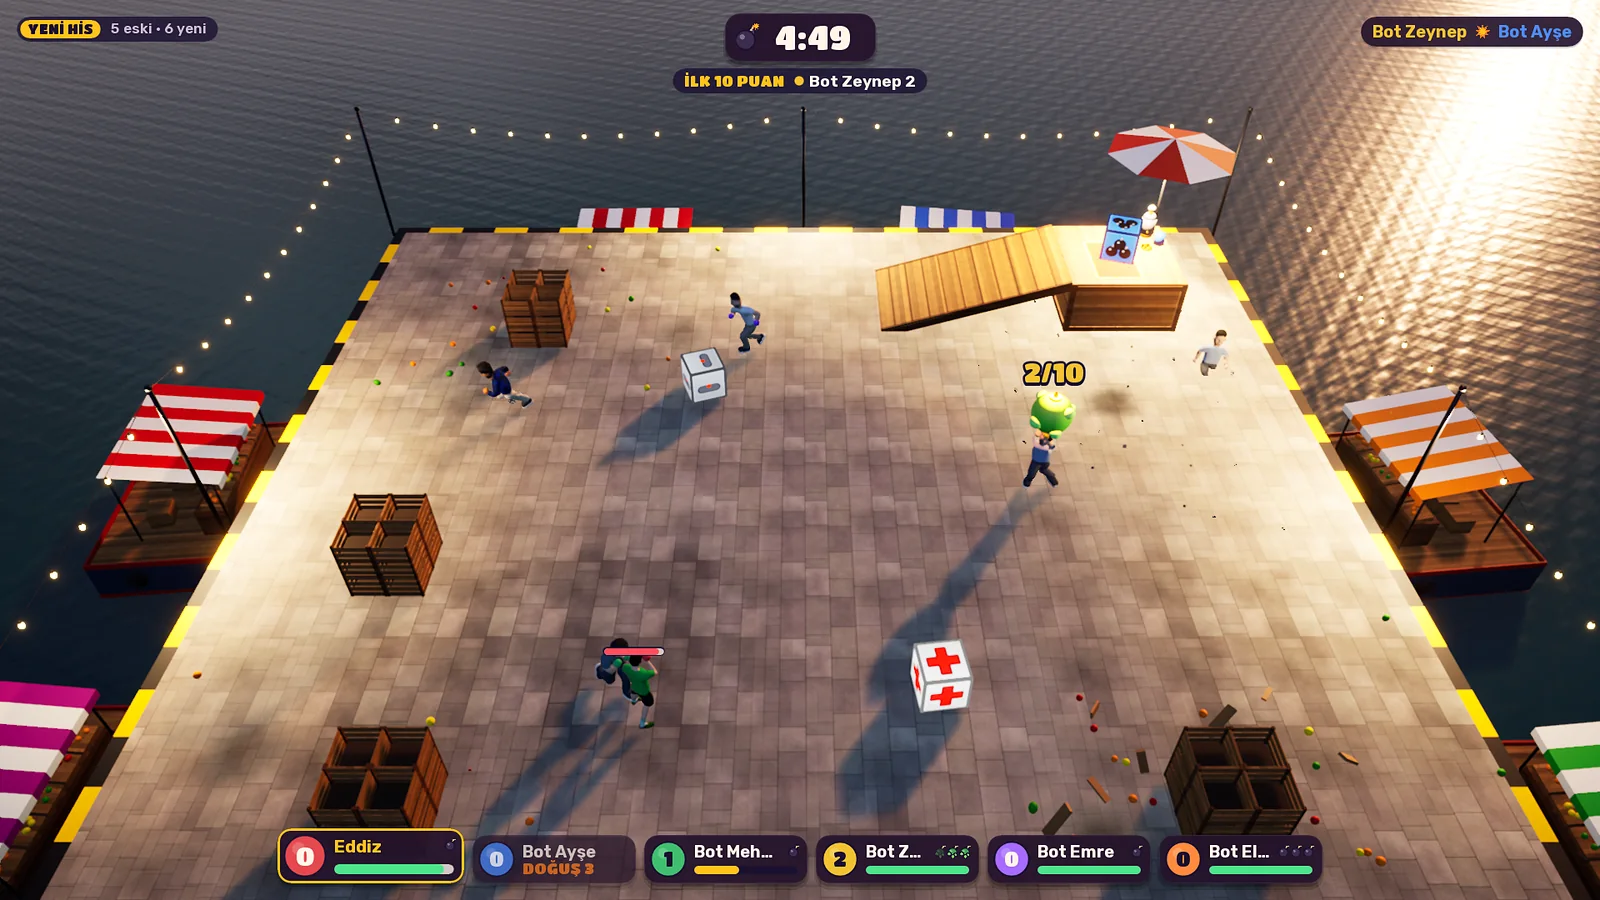 YENİ HİS 5 eski • 6 yeni
4:49
Bot Zeynep Bot Ayşe
İLK 10 PUAN Bot Zeynep 2
2/10
0 Eddiz
0 Bot Ayşe
DOĞUŞ 3
1 Bot Meh...
2 Bot Z...
0 Bot Emre
0 Bot El...